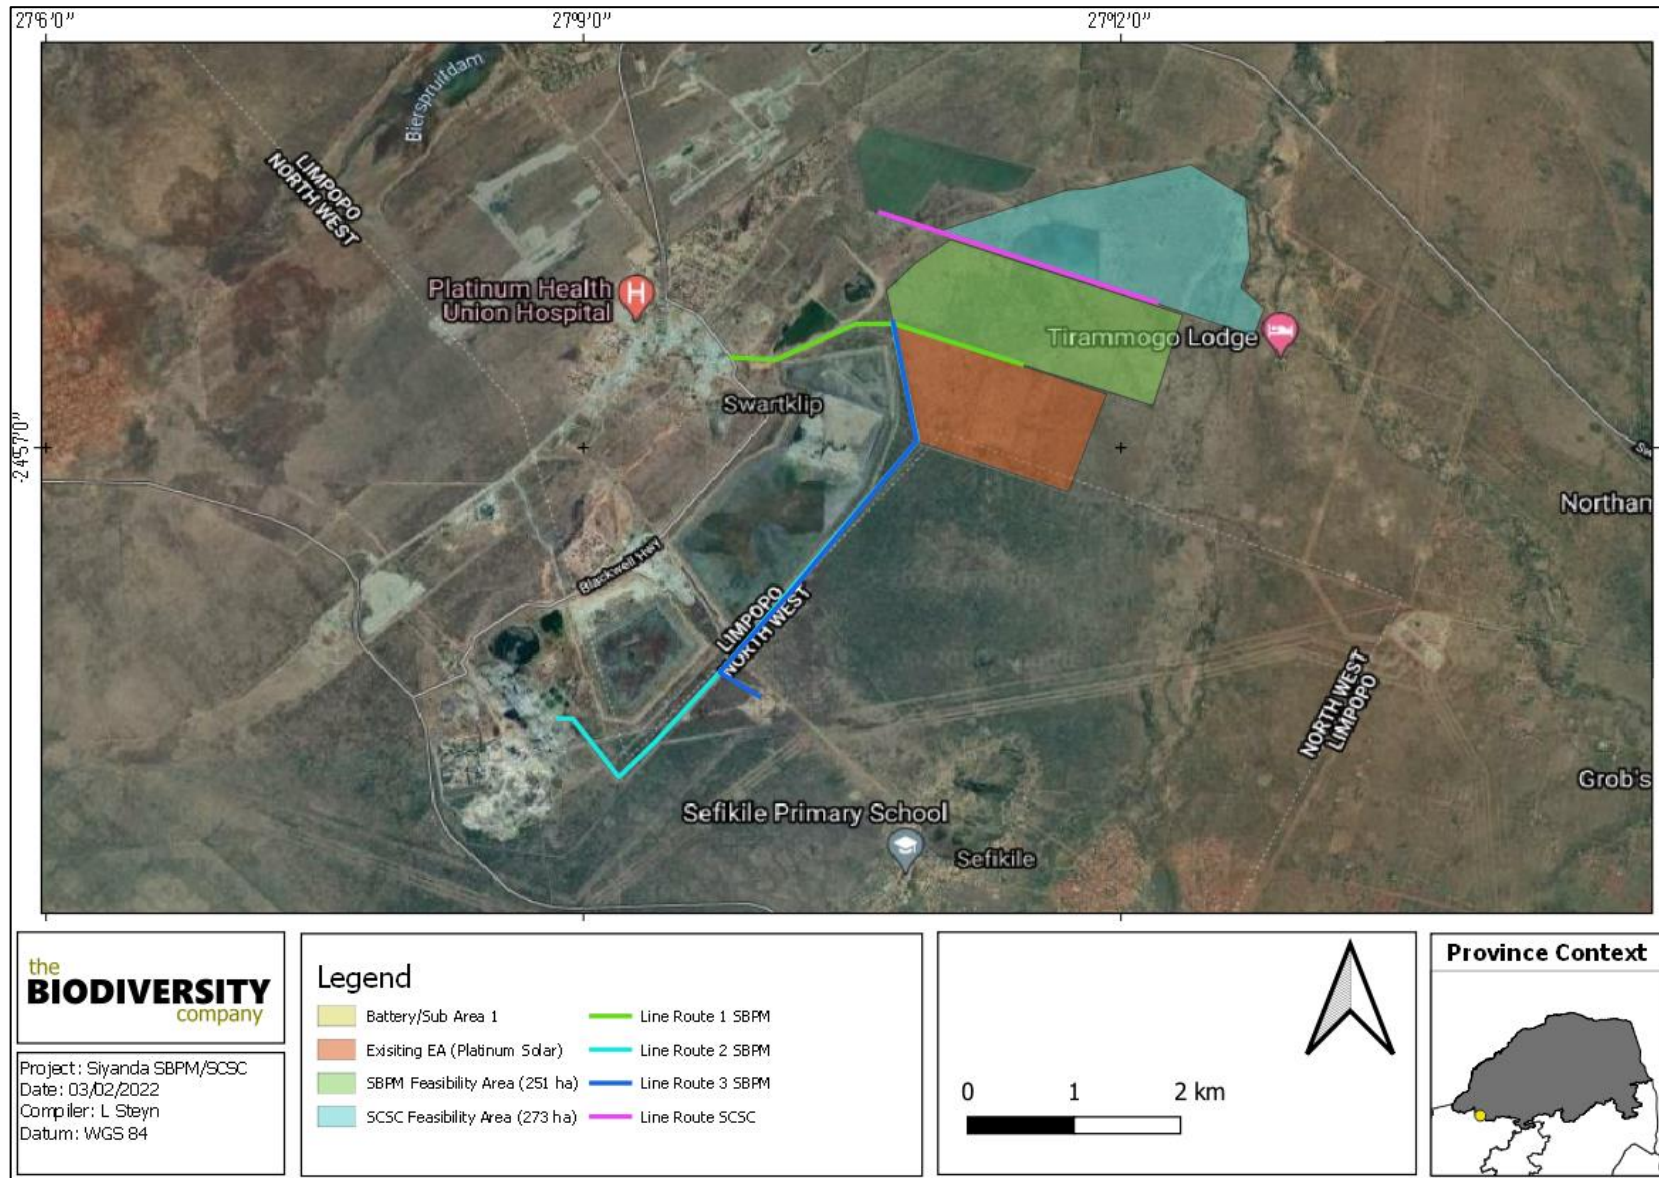 27°6'0''
27°9'0''
27°12'0''
24°57'0''
Bierspruitdam
LIMPOPO
NORTH WEST
Platinum Health
Union Hospital
Tirammogo Lodge
Swartklip
Northan
Blackwell Hwy
LIMPOPO
NORTH WEST
NORTH WEST
LIMPOPO
Grob's
Sefikile Primary School
Sefikile
the
BIODIVERSITY
company
Project: Siyanda SBPM/SCSC
Date: 03/02/2022
Compiler: L Steyn
Datum: WGS 84
Legend
Battery/Sub Area 1
Exisiting EA (Platinum Solar)
SBPM Feasibility Area (251 ha)
SCSC Feasibility Area (273 ha)
Line Route 1 SBPM
Line Route 2 SBPM
Line Route 3 SBPM
Line Route SCSC
0 1 2 km
Province Context